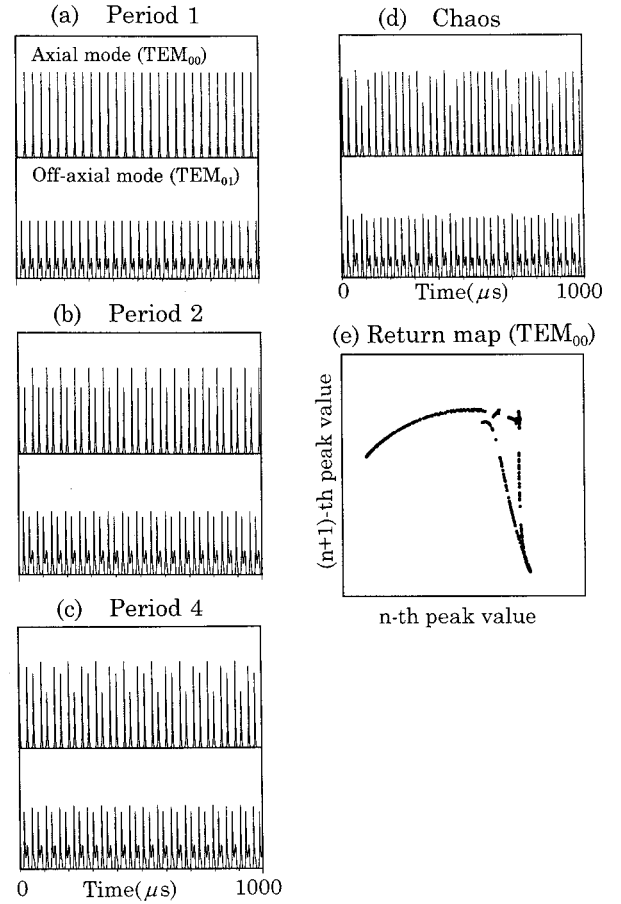 (a) Period 1
Axial mode (TEM₀₀)
Off-axial mode (TEM₀₁)
(b) Period 2
(c) Period 4
0 Time(μs) 1000
(d) Chaos
0 Time(μs) 1000
(e) Return map (TEM₀₀)
(n+1)-th peak value
n-th peak value